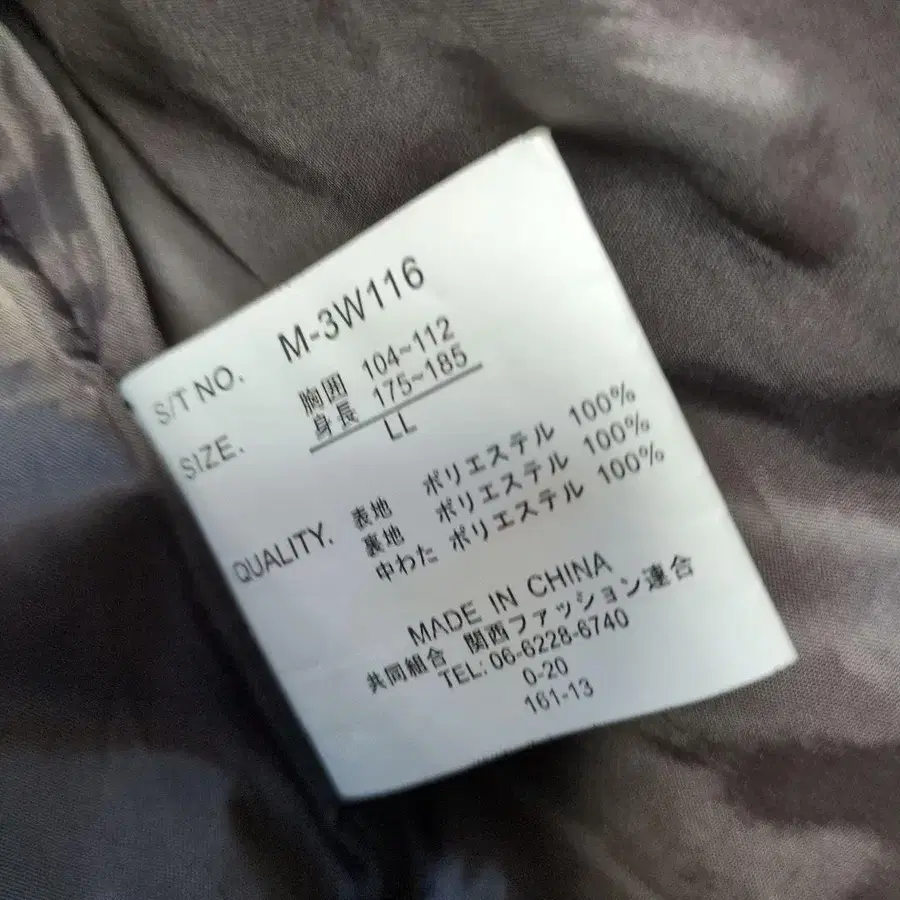 S/T NO. M-3W116
SIZE. 胸囲 104~112
身長 175~185
LL
QUALITY. 表地 ポリエステル 100%
裏地 ポリエステル 100%
中わた ポリエステル 100%
MADE IN CHINA
共同組合 関西ファッション連合
TEL: 06-6228-6740
0-20
161-13